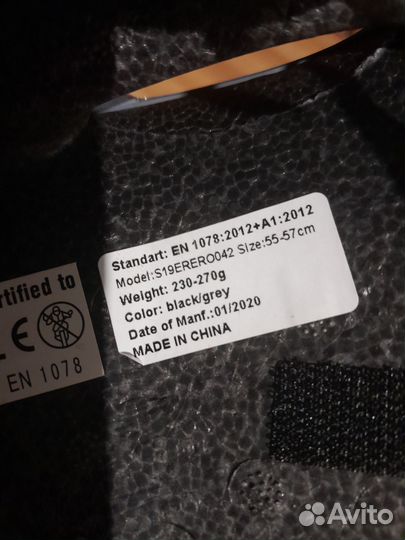 Standart: EN 1078:2012+A1:2012
Model:S19ERERO042 Size:55-57cm
Weight: 230-270g
Color: black/grey
Date of Manf.:01/2020
MADE IN CHINA
rtified to
CE
EN 1078
Avito